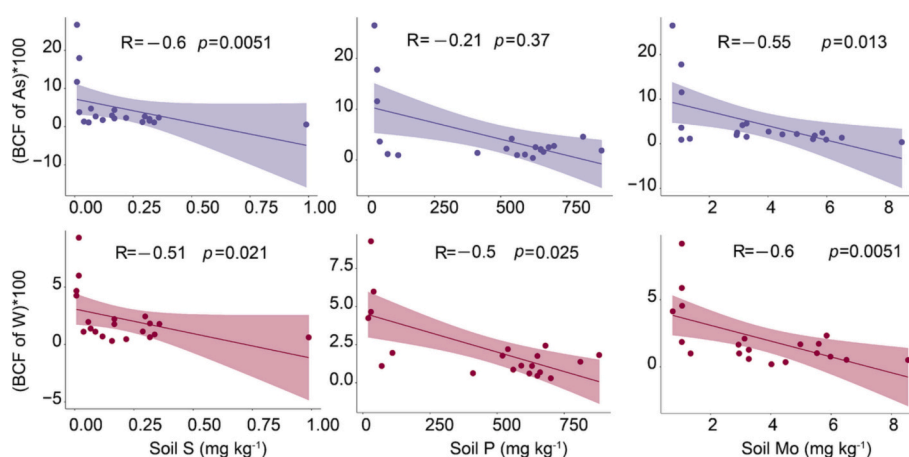 R=−0.6 p=0.0051
R=−0.21 p=0.37
R=−0.55 p=0.013
(BCF of As)*100
20
10
0
−10
20
10
0
20
10
0
−10
0.00 0.25 0.50 0.75 1.00
0 250 500 750
2 4 6 8
R=−0.51 p=0.021
R=−0.5 p=0.025
R=−0.6 p=0.0051
(BCF of W)*100
5
0
−5
7.5
5.0
2.5
0.0
8
6
4
2
0
0.00 0.25 0.50 0.75 1.00
0 250 500 750
2 4 6 8
Soil S (mg kg⁻¹)
Soil P (mg kg⁻¹)
Soil Mo (mg kg⁻¹)